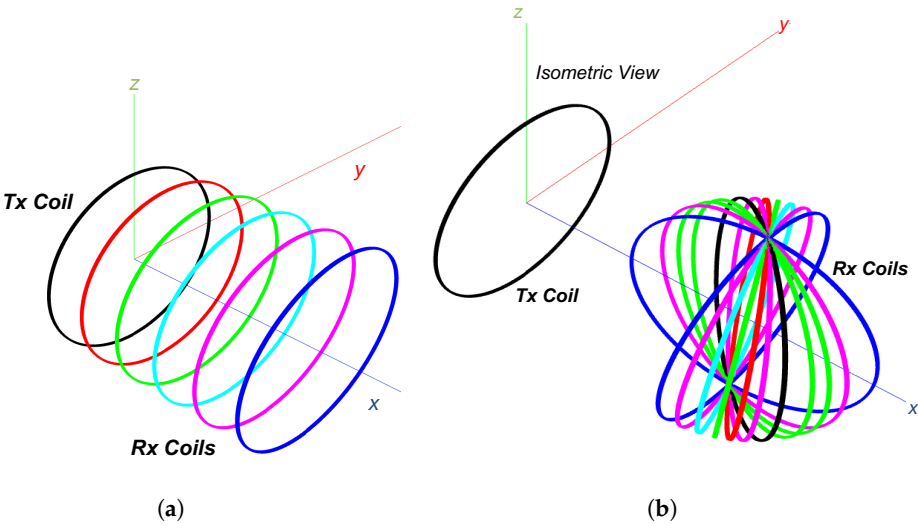 z
y
Tx Coil
Rx Coils
x
(a)
z
y
Isometric View
Tx Coil
Rx Coils
x
(b)